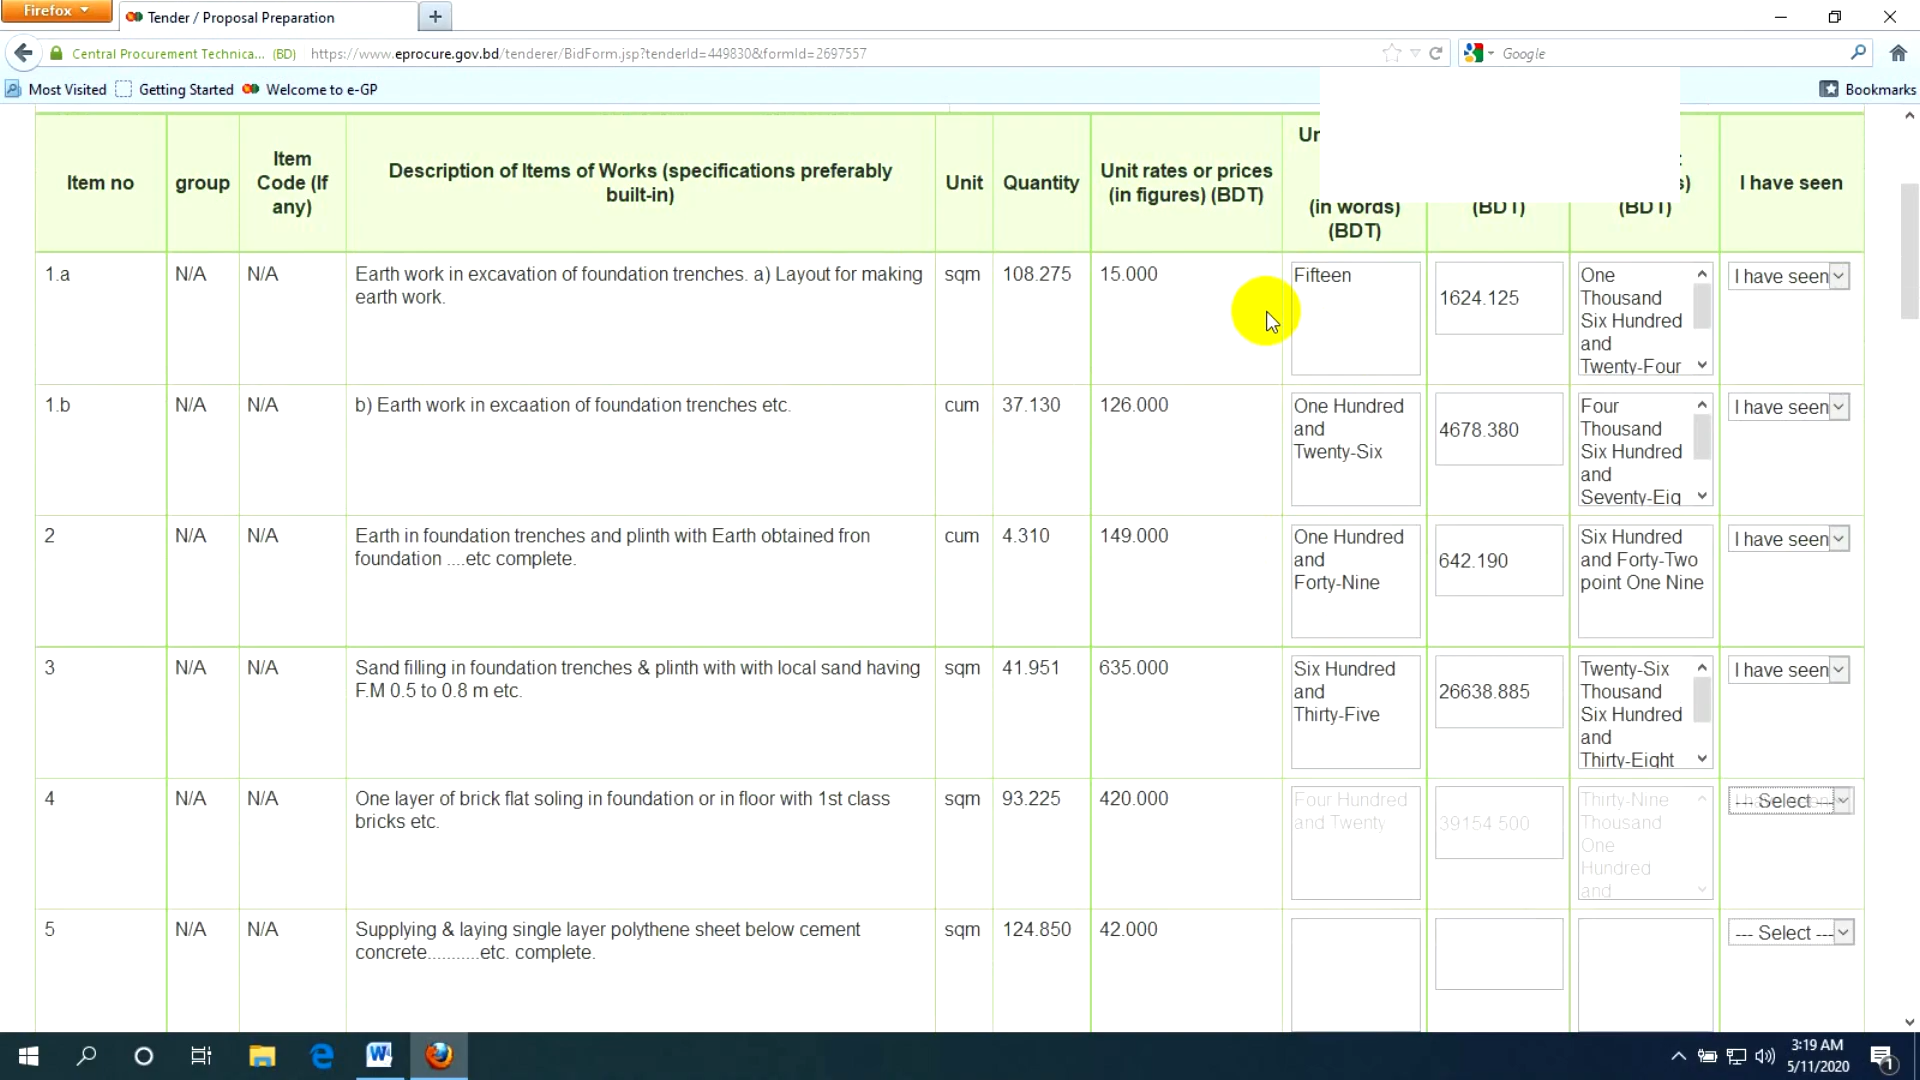 Firefox
Tender / Proposal Preparation
+
Central Procurement Technica... (BD)
https://www.eprocure.gov.bd/tenderer/BidForm.jsp?tenderId=449830&formId=2697557
Google
Most Visited
Getting Started
Welcome to e-GP
Bookmarks
Item no
group
Item
Code (If
any)
Description of Items of Works (specifications preferably
built-in)
Unit
Quantity
Unit rates or prices
(in figures) (BDT)
(in words)
(BDT)
(BDT)
(BDT)
I have seen
1.a
N/A
N/A
Earth work in excavation of foundation trenches. a) Layout for making
earth work.
sqm
108.275
15.000
Fifteen
1624.125
One
Thousand
Six Hundred
and
Twenty-Four
I have seen
1.b
N/A
N/A
b) Earth work in excaation of foundation trenches etc.
cum
37.130
126.000
One Hundred
and
Twenty-Six
4678.380
Four
Thousand
Six Hundred
and
Seventy-Eig
I have seen
2
N/A
N/A
Earth in foundation trenches and plinth with Earth obtained fron
foundation ....etc complete.
cum
4.310
149.000
One Hundred
and
Forty-Nine
642.190
Six Hundred
and Forty-Two
point One Nine
I have seen
3
N/A
N/A
Sand filling in foundation trenches & plinth with with local sand having
F.M 0.5 to 0.8 m etc.
sqm
41.951
635.000
Six Hundred
and
Thirty-Five
26638.885
Twenty-Six
Thousand
Six Hundred
and
Thirty-Eight
I have seen
4
N/A
N/A
One layer of brick flat soling in foundation or in floor with 1st class
bricks etc.
sqm
93.225
420.000
Four Hundred
and Twenty
39154.500
Thirty-Nine
Thousand
One
Hundred
and
--- Select ---
5
N/A
N/A
Supplying & laying single layer polythene sheet below cement
concrete...........etc. complete.
sqm
124.850
42.000
--- Select ---
3:19 AM
5/11/2020
1